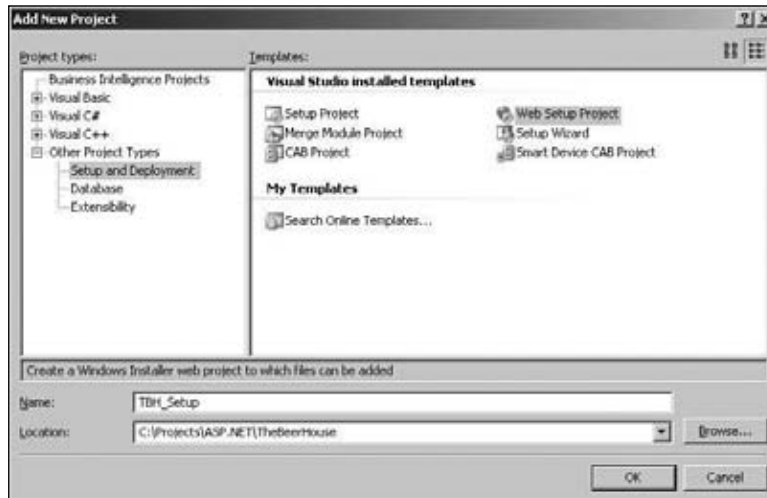 Add New Project
Project types:
Templates:
Business Intelligence Projects
Visual Basic
Visual C#
Visual C++
Other Project Types
Setup and Deployment
Database
Extensibility
Visual Studio installed templates
Setup Project
Web Setup Project
Merge Module Project
Setup Wizard
CAB Project
Smart Device CAB Project
My Templates
Search Online Templates...
Create a Windows Installer web project to which files can be added
Name:
TBH_Setup
Location:
C:\Projects\ASP.NET\TheBeerHouse
Browse...
OK
Cancel